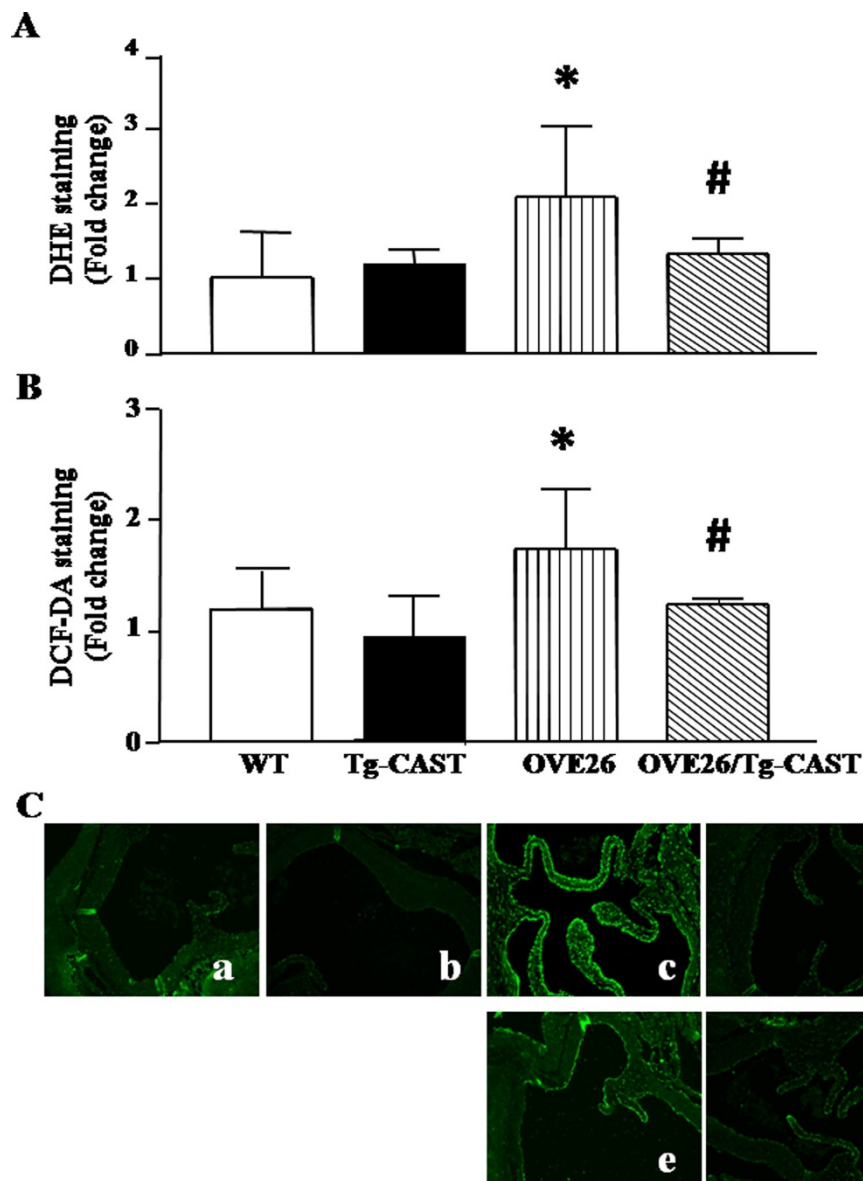 A
DHE staining
(Fold change)
4
3
2
1
0
*
#
B
DCF-DA staining
(Fold change)
3
2
1
0
*
#
WT Tg-CAST OVE26 OVE26/Tg-CAST
C
a b c
e